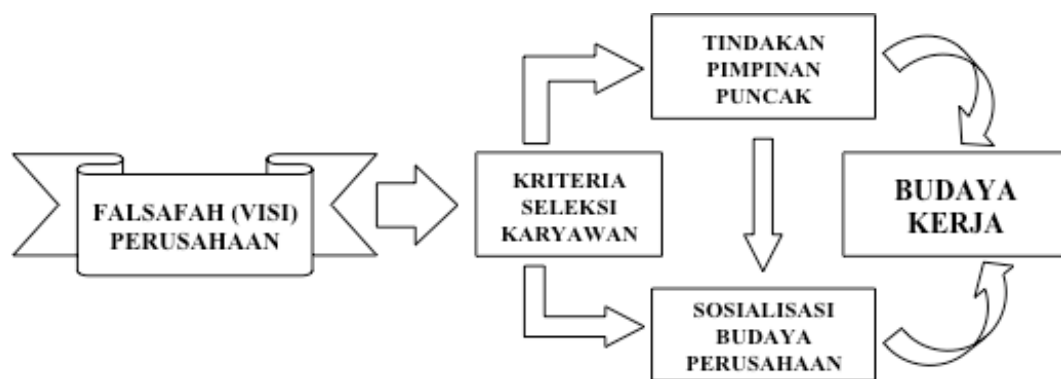 FALSAFAH (VISI)
PERUSAHAAN
KRITERIA
SELEKSI
KARYAWAN
TINDAKAN
PIMPINAN
PUNCAK
SOSIALISASI
BUDAYA
PERUSAHAAN
BUDAYA
KERJA